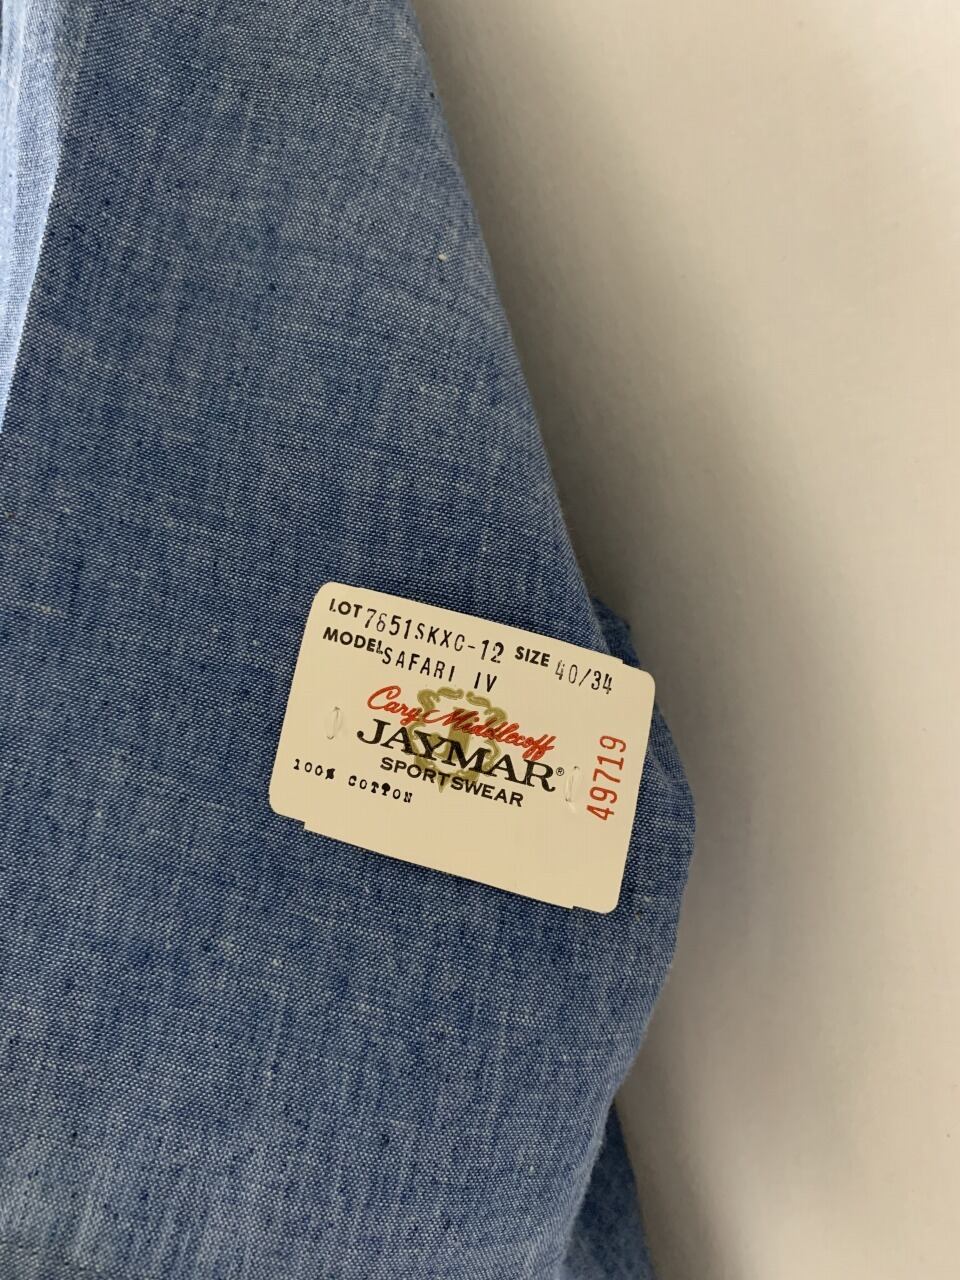 LOT 7651SKXC-12 SIZE 40/34
MODEL SAFARI IV
Cary Middlecoff
JAYMAR®
SPORTSWEAR
100% COTTON
49719